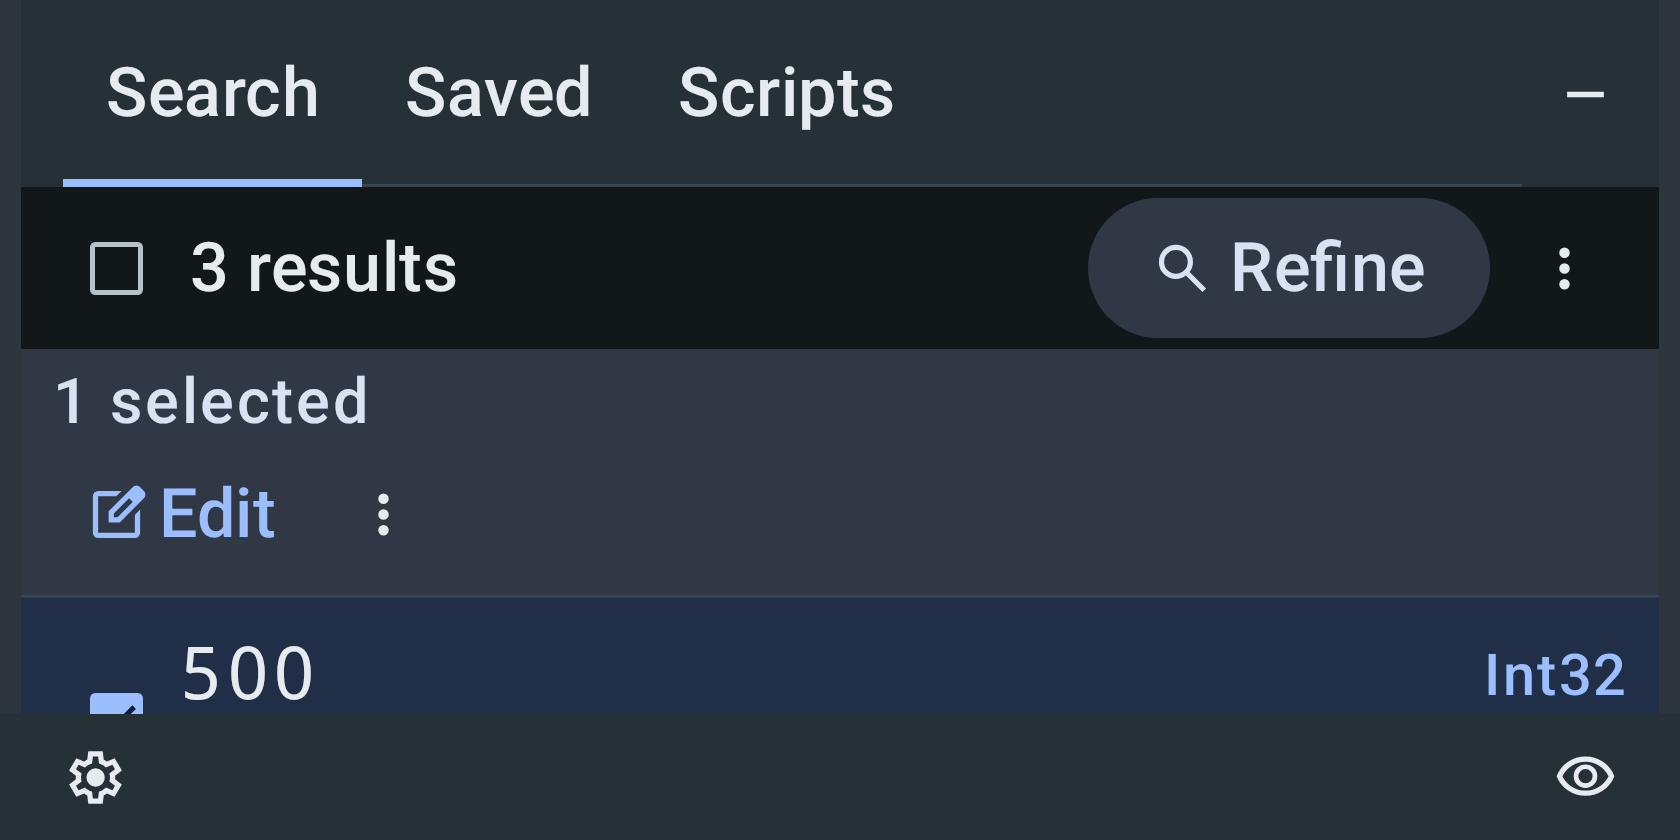 Search Saved Scripts
3 results Refine
1 selected
Edit
500 Int32